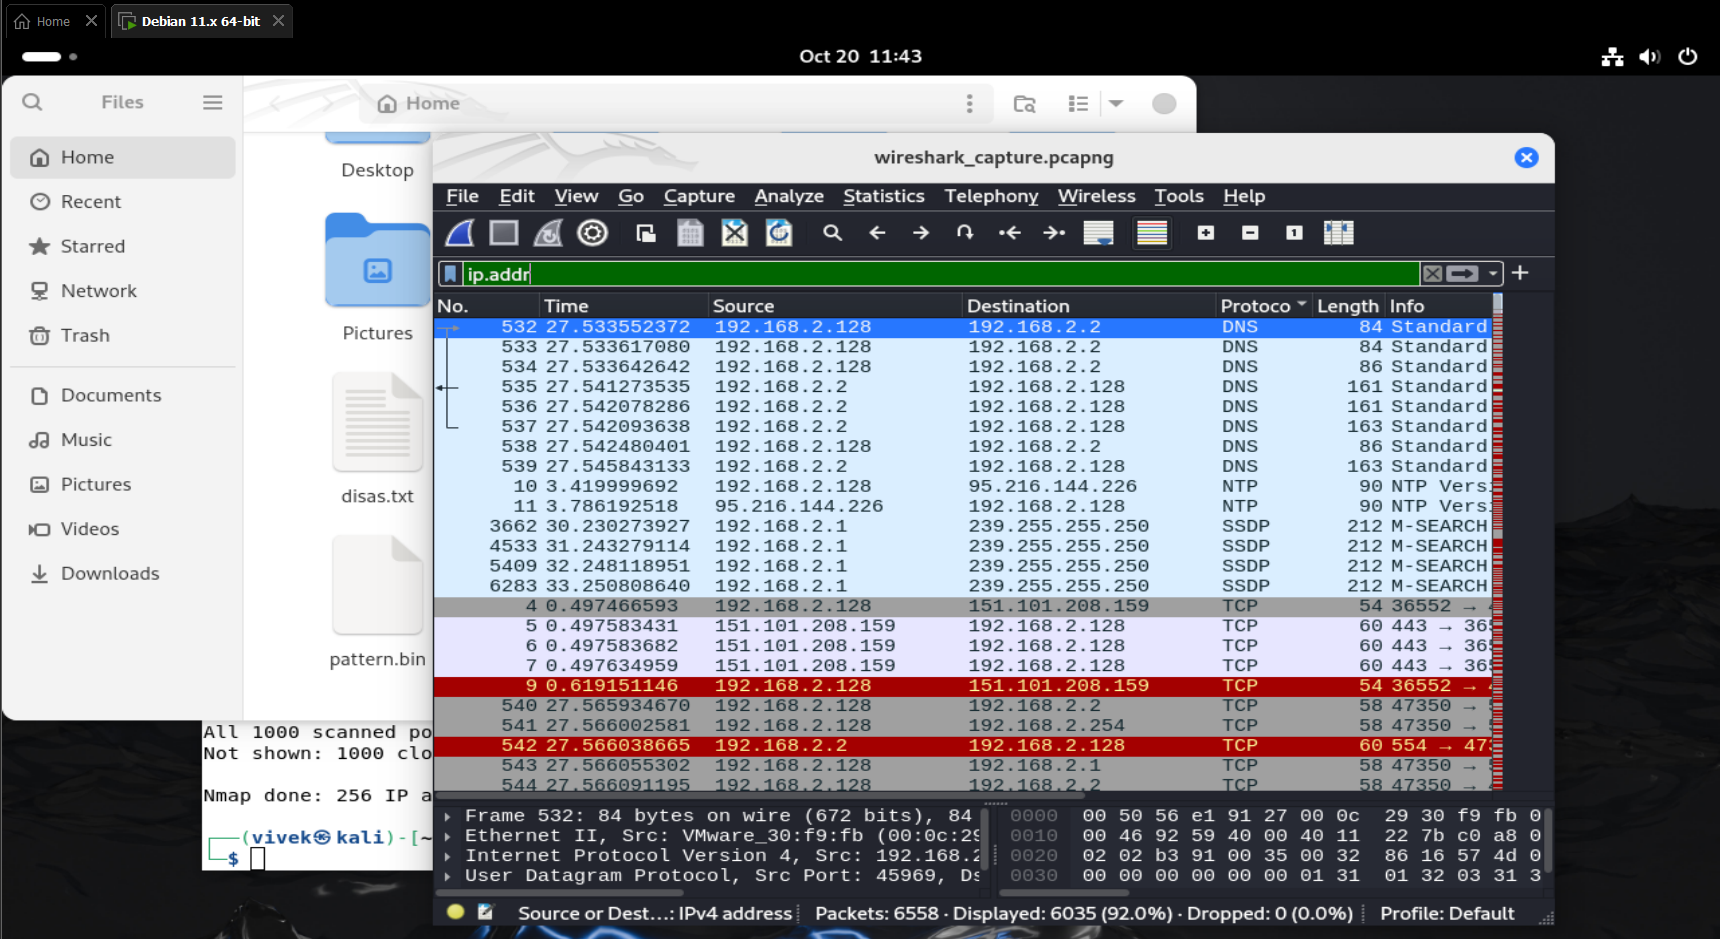 Home
Debian 11.x 64-bit
Oct 20 11:43
Files
Home
Home
Recent
Starred
Network
Trash
Documents
Music
Pictures
Videos
Downloads
Desktop
Pictures
disas.txt
pattern.bin
All 1000 scanned po
Not shown: 1000 clo
Nmap done: 256 IP a
(vivek㉿kali)-[~
$
wireshark_capture.pcapng
File Edit View Go Capture Analyze Statistics Telephony Wireless Tools Help
ip.addr
No. Time Source Destination Protoco Length Info
532 27.533552372 192.168.2.128 192.168.2.2 DNS 84 Standard
533 27.533617080 192.168.2.128 192.168.2.2 DNS 84 Standard
534 27.533642642 192.168.2.128 192.168.2.2 DNS 86 Standard
535 27.541273535 192.168.2.2 192.168.2.128 DNS 161 Standard
536 27.542078286 192.168.2.2 192.168.2.128 DNS 161 Standard
537 27.542093638 192.168.2.2 192.168.2.128 DNS 163 Standard
538 27.542480401 192.168.2.128 192.168.2.2 DNS 86 Standard
539 27.545843133 192.168.2.2 192.168.2.128 DNS 163 Standard
10 3.419999692 192.168.2.128 95.216.144.226 NTP 90 NTP Vers
11 3.786192518 95.216.144.226 192.168.2.128 NTP 90 NTP Vers
3662 30.230273927 192.168.2.1 239.255.255.250 SSDP 212 M-SEARCH
4533 31.243279114 192.168.2.1 239.255.255.250 SSDP 212 M-SEARCH
5409 32.248118951 192.168.2.1 239.255.255.250 SSDP 212 M-SEARCH
6283 33.250808640 192.168.2.1 239.255.255.250 SSDP 212 M-SEARCH
4 0.497466593 192.168.2.128 151.101.208.159 TCP 54 36552 →
5 0.497583431 151.101.208.159 192.168.2.128 TCP 60 443 → 365
6 0.497583682 151.101.208.159 192.168.2.128 TCP 60 443 → 365
7 0.497634959 151.101.208.159 192.168.2.128 TCP 60 443 → 365
9 0.619151146 192.168.2.128 151.101.208.159 TCP 54 36552 →
540 27.565934670 192.168.2.128 192.168.2.2 TCP 58 47350 →
541 27.566002581 192.168.2.128 192.168.2.254 TCP 58 47350 →
542 27.566038665 192.168.2.2 192.168.2.128 TCP 60 554 → 473
543 27.566055302 192.168.2.128 192.168.2.1 TCP 58 47350 →
544 27.566091195 192.168.2.128 192.168.2.2 TCP 58 47350 →
Frame 532: 84 bytes on wire (672 bits), 84
Ethernet II, Src: VMware_30:f9:fb (00:0c:29
Internet Protocol Version 4, Src: 192.168.2
User Datagram Protocol, Src Port: 45969, Ds
0000 00 50 56 e1 91 27 00 0c 29 30 f9 fb 0
0010 00 46 92 59 40 00 40 11 22 7b c0 a8 0
0020 02 02 b3 91 00 35 00 32 86 16 57 4d 0
0030 00 00 00 00 00 00 01 31 01 32 03 31 3
Source or Dest...: IPv4 address Packets: 6558 · Displayed: 6035 (92.0%) · Dropped: 0 (0.0%) Profile: Default